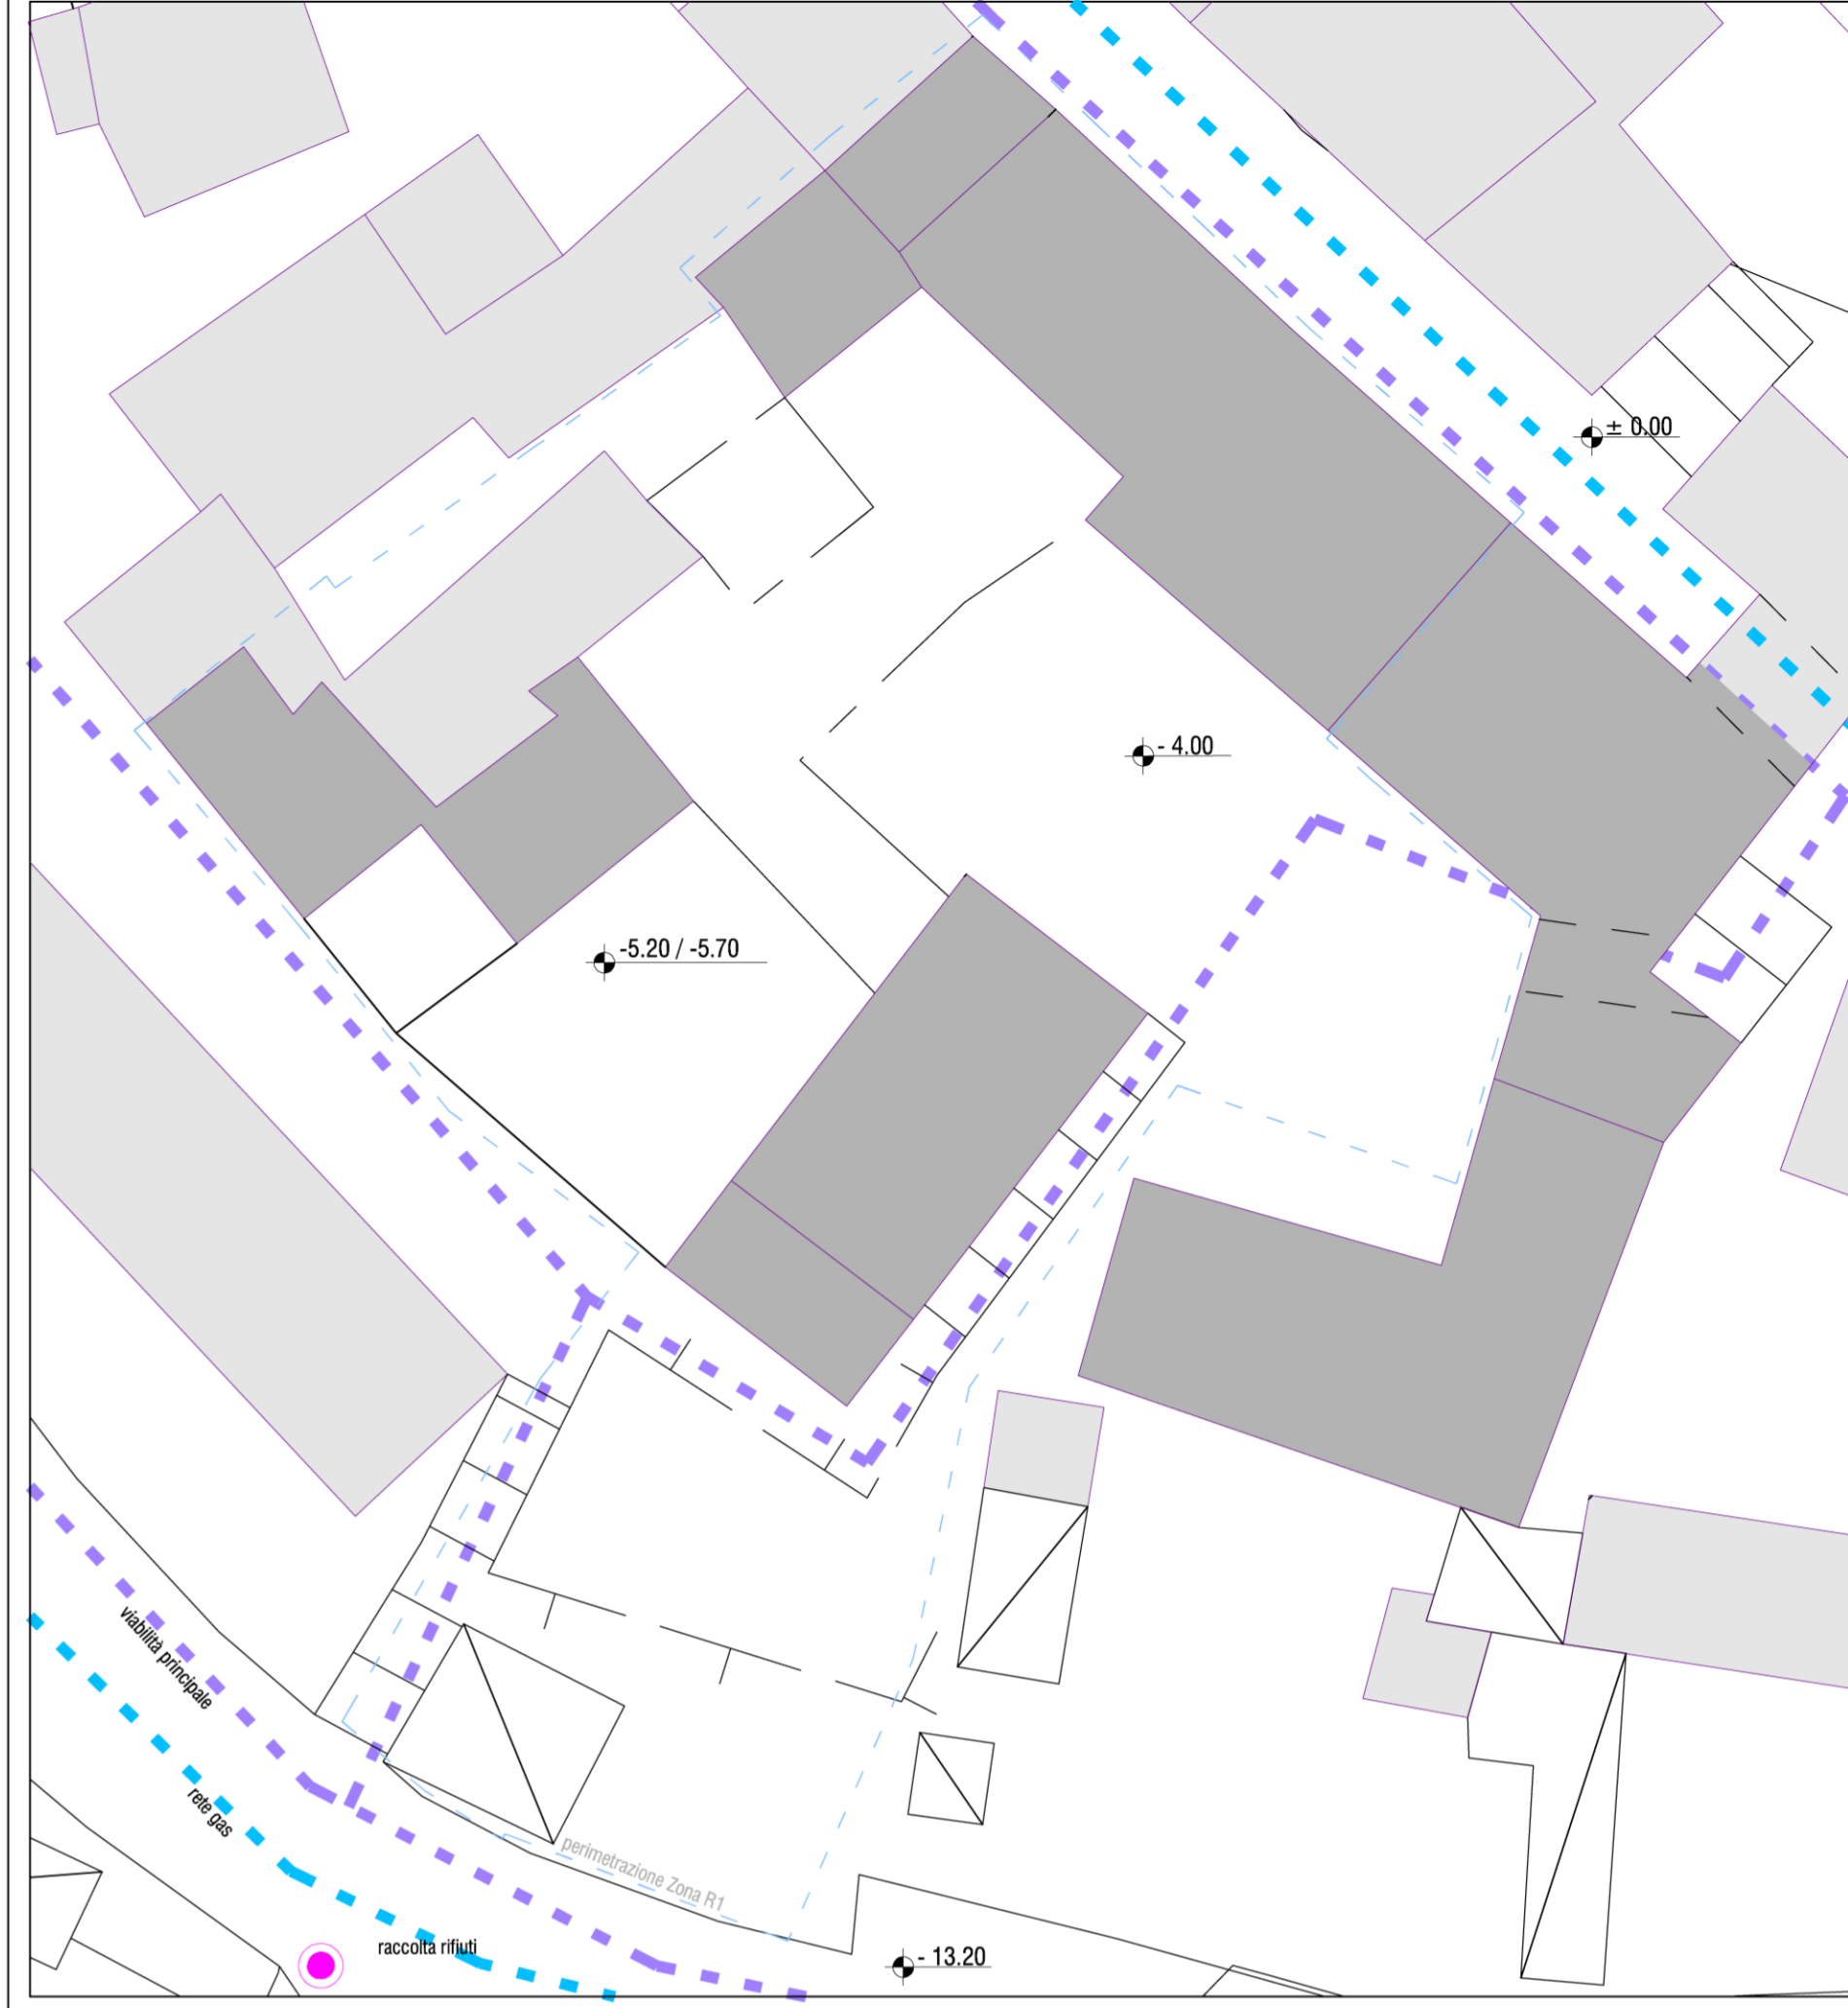 ± 0.00
- 4.00
-5.20 / -5.70
viabilità principale
rete gas
perimetrazione Zona R1
raccolta rifiuti
- 13.20